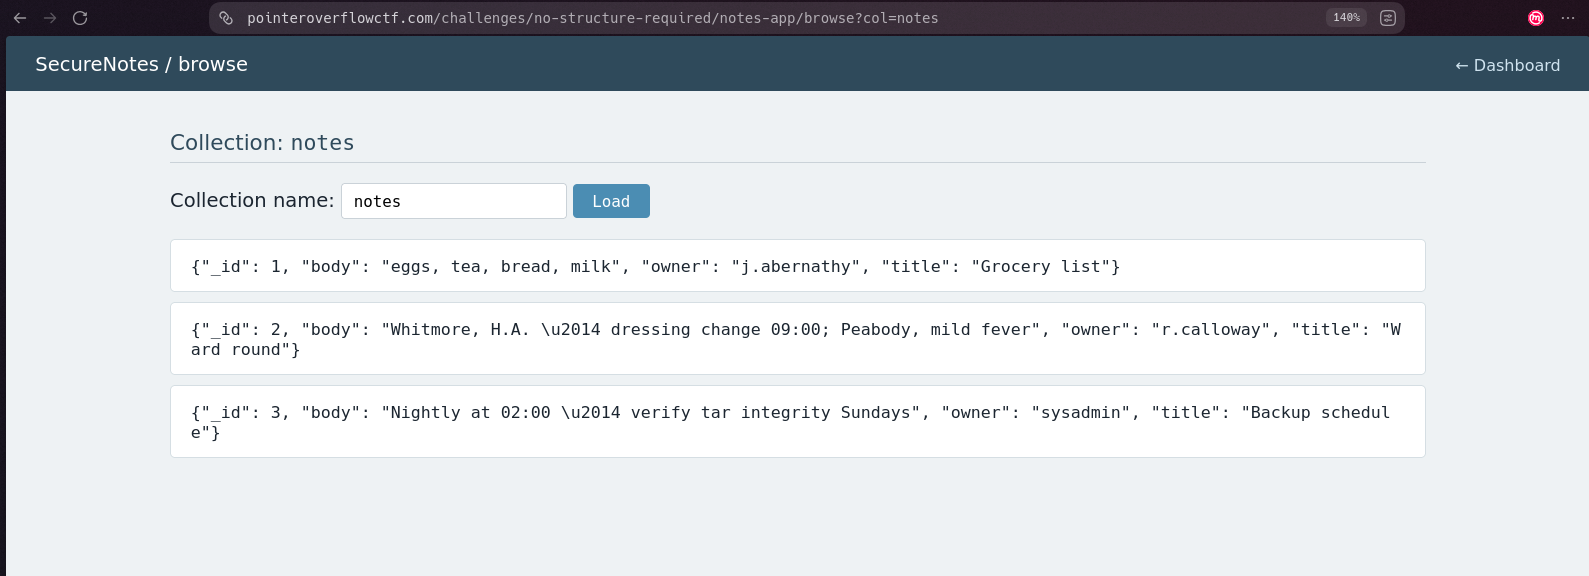 pointeroverflowctf.com/challenges/no-structure-required/notes-app/browse?col=notes
140%
SecureNotes / browse
← Dashboard
Collection: notes
Collection name: notes Load
{"_id": 1, "body": "eggs, tea, bread, milk", "owner": "j.abernathy", "title": "Grocery list"}
{"_id": 2, "body": "Whitmore, H.A. \u2014 dressing change 09:00; Peabody, mild fever", "owner": "r.calloway", "title": "W
ard round"}
{"_id": 3, "body": "Nightly at 02:00 \u2014 verify tar integrity Sundays", "owner": "sysadmin", "title": "Backup schedul
e"}